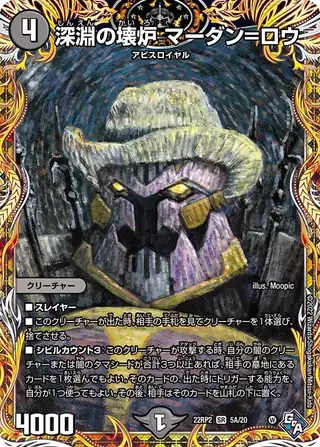 4
深淵の壊炉 マーダン=ロウ
アビスロイヤル
illus. Moopic
クリーチャー
■スレイヤー
■このクリーチャーが出た時、相手の手札を見てクリーチャーを1体選び、
捨てさせる。
■シビルカウント3：このクリーチャーが攻撃する時、自分の闇のクリー
チャーまたは闇のタマシードが合計3つ以上あれば、相手の墓地にある
カードを1枚選んでもよい。そのカードの、出た時にトリガーする能力を、
自分が1つ使ってもよい。その後、相手はそのカードを山札の下に置く。
4000
22RP2 SR 5A/20